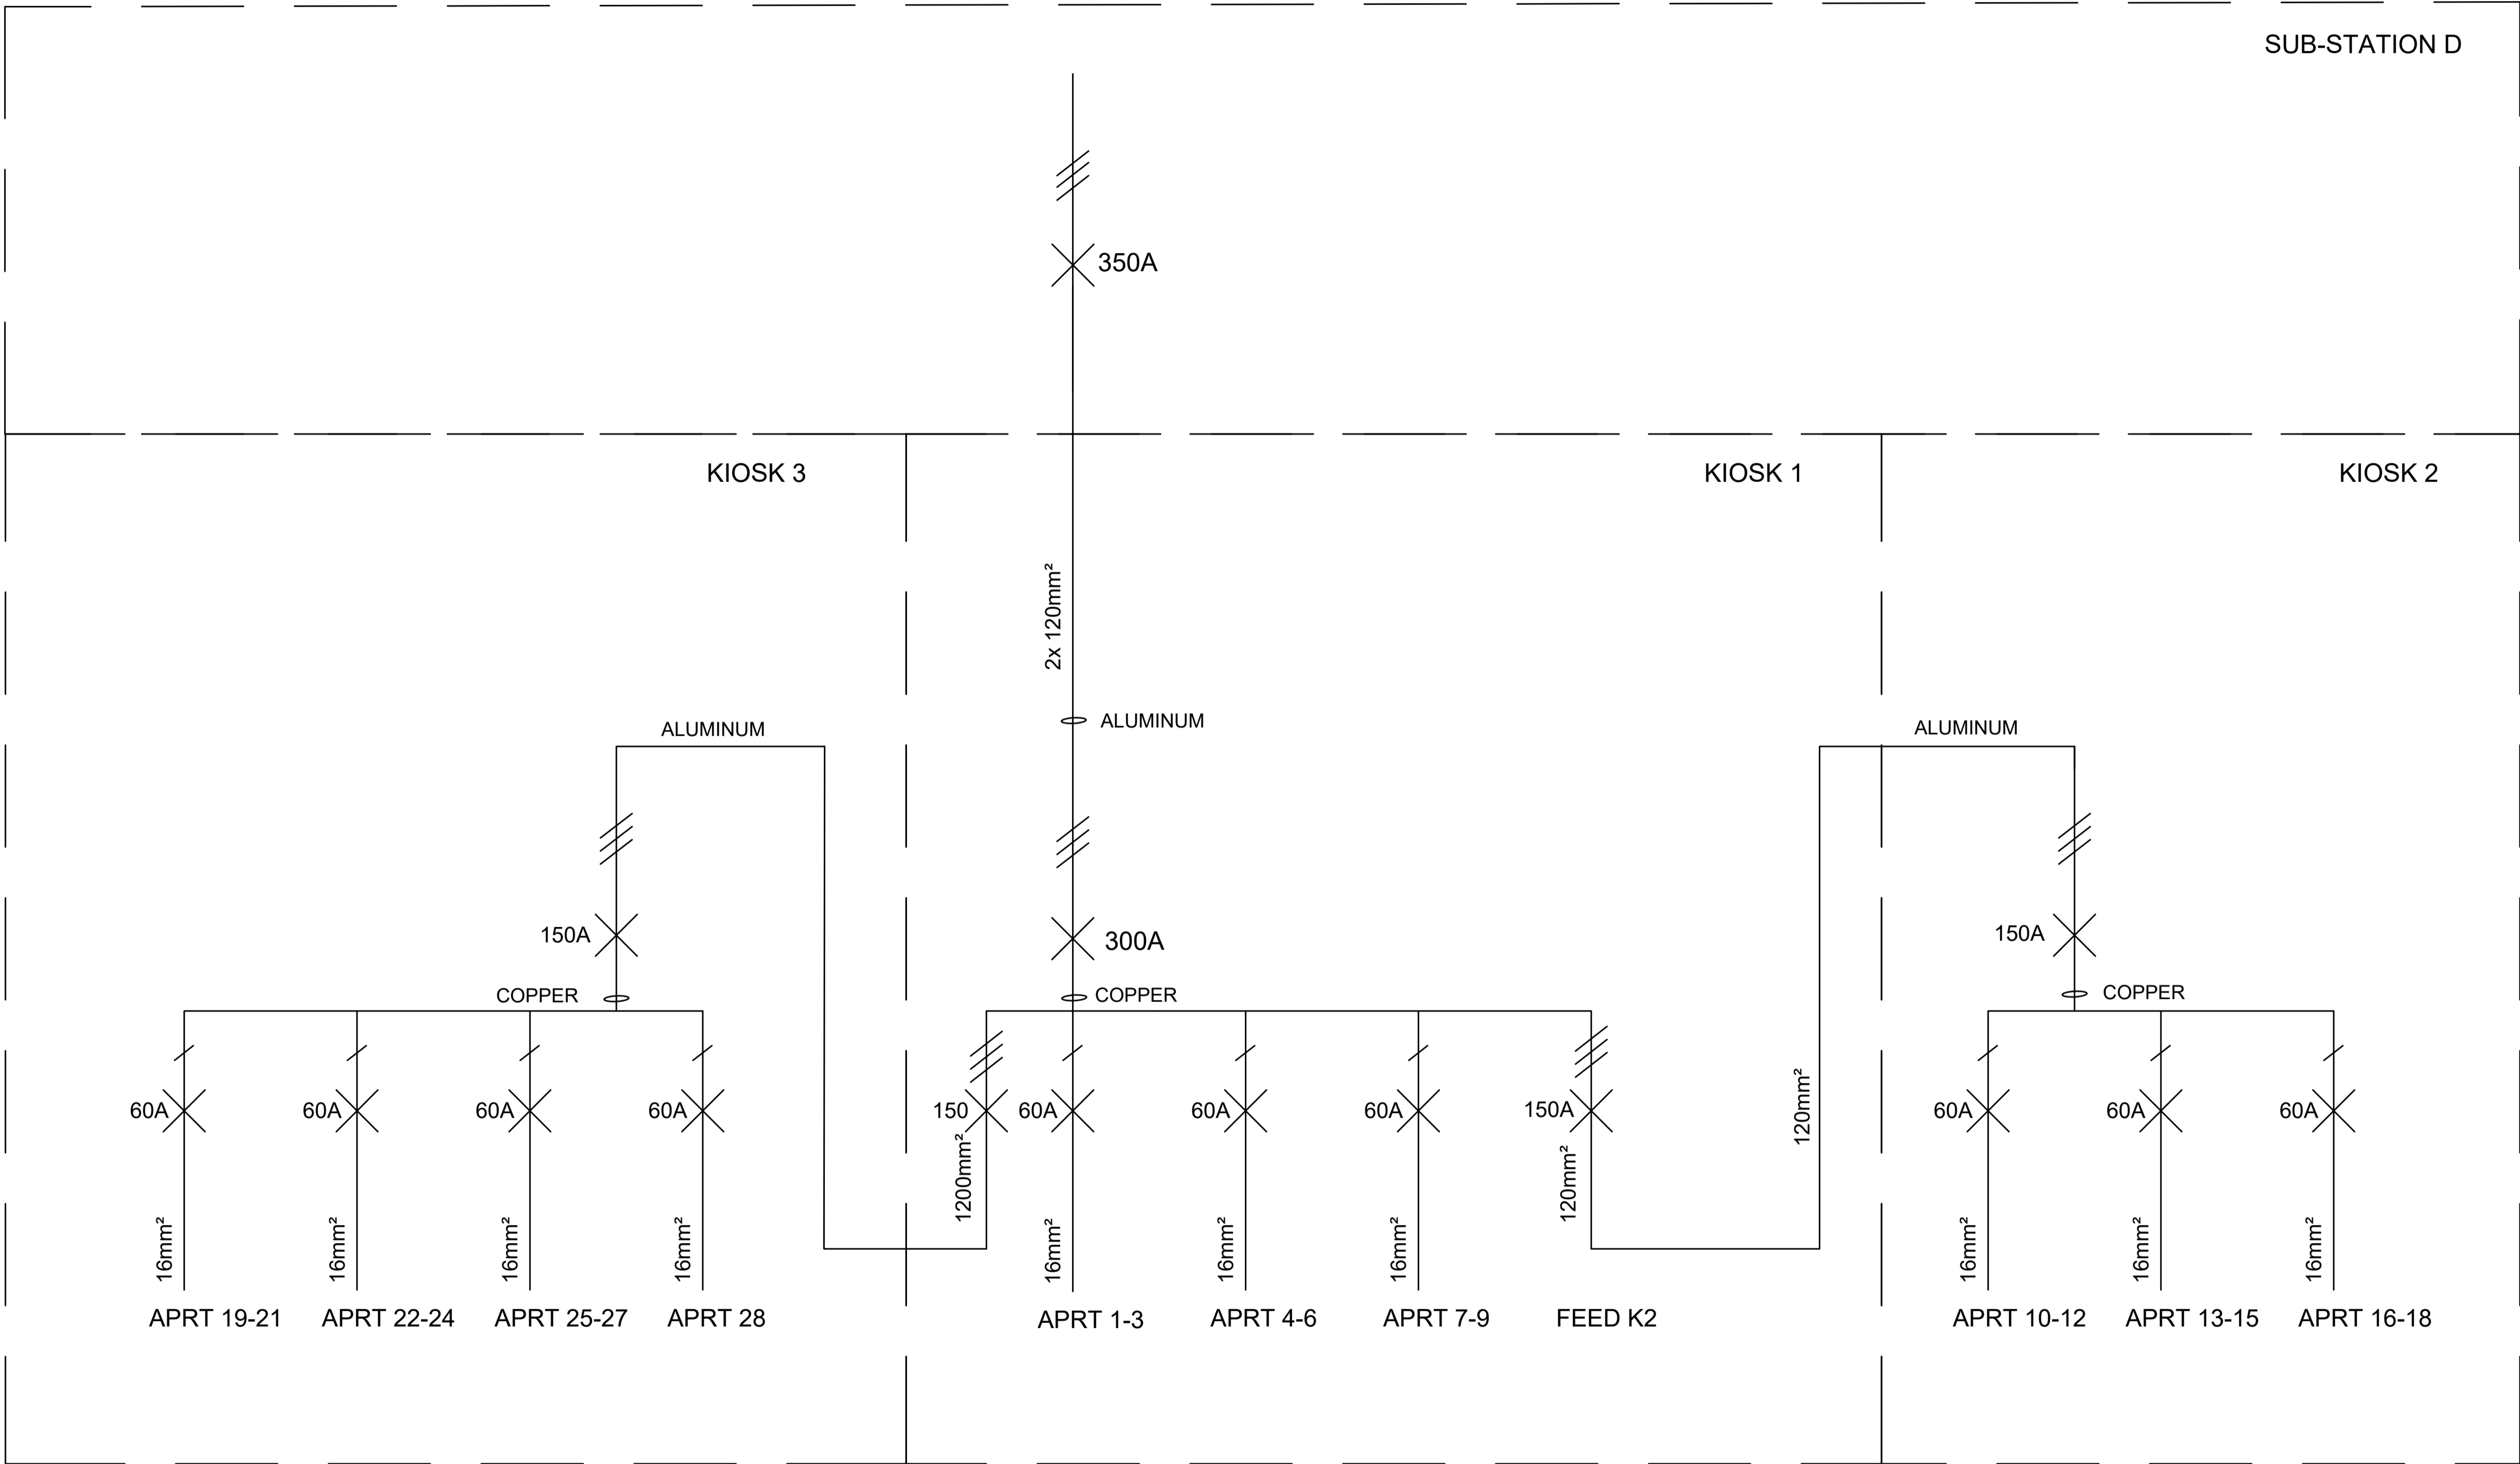 SUB-STATION D
350A
KIOSK 3
KIOSK 1
KIOSK 2
2x 120mm²
ALUMINUM
ALUMINUM
ALUMINUM
150A
300A
150A
COPPER
COPPER
COPPER
60A
60A
60A
60A
150
60A
60A
60A
150A
60A
60A
60A
1200mm²
120mm²
120mm²
16mm²
16mm²
16mm²
16mm²
16mm²
16mm²
16mm²
16mm²
16mm²
16mm²
APRT 19-21
APRT 22-24
APRT 25-27
APRT 28
APRT 1-3
APRT 4-6
APRT 7-9
FEED K2
APRT 10-12
APRT 13-15
APRT 16-18